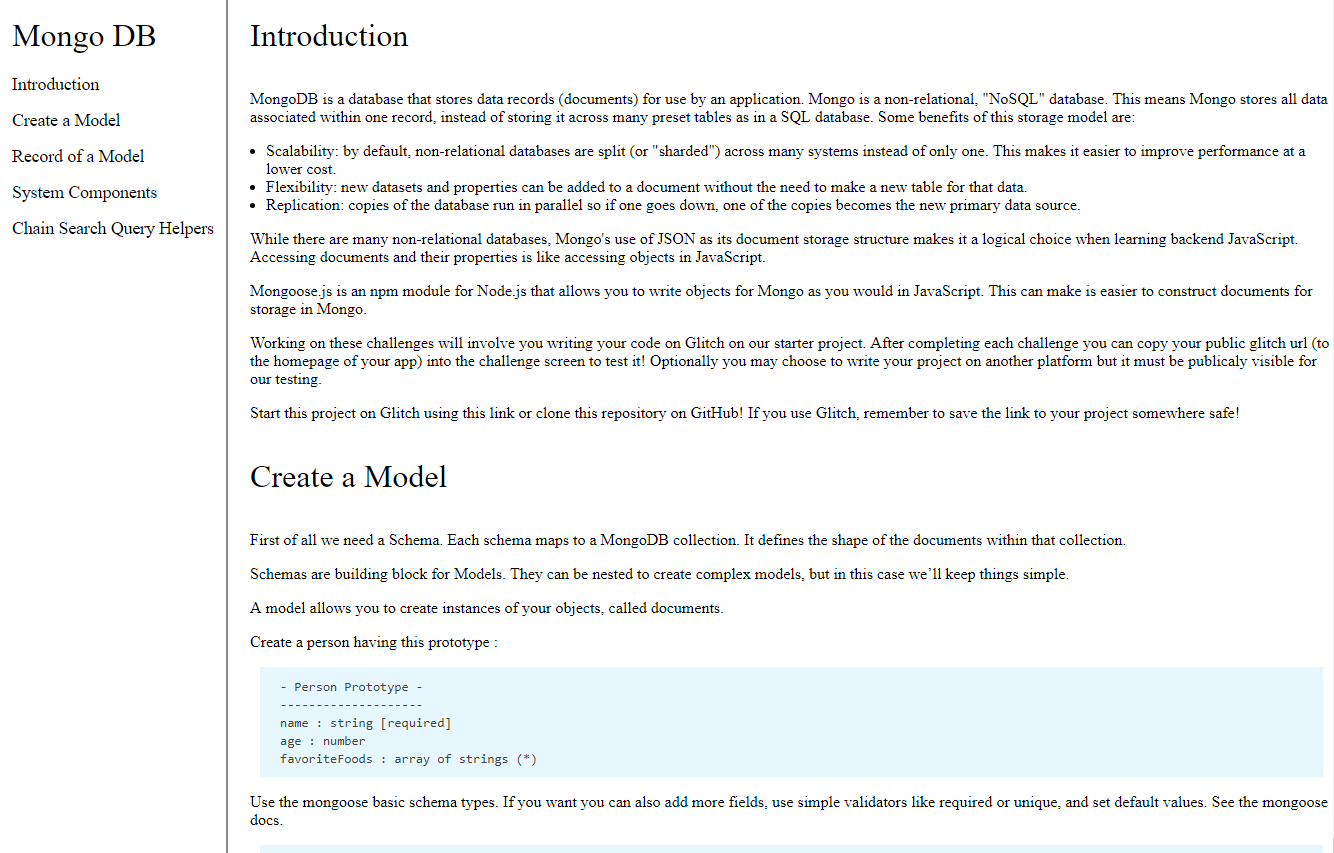 Mongo DB
Introduction
Create a Model
Record of a Model
System Components
Chain Search Query Helpers
Introduction
MongoDB is a database that stores data records (documents) for use by an application. Mongo is a non-relational, "NoSQL" database. This means Mongo stores all data
associated within one record, instead of storing it across many preset tables as in a SQL database. Some benefits of this storage model are:
• Scalability: by default, non-relational databases are split (or "sharded") across many systems instead of only one. This makes it easier to improve performance at a
lower cost.
• Flexibility: new datasets and properties can be added to a document without the need to make a new table for that data.
• Replication: copies of the database run in parallel so if one goes down, one of the copies becomes the new primary data source.
While there are many non-relational databases, Mongo's use of JSON as its document storage structure makes it a logical choice when learning backend JavaScript.
Accessing documents and their properties is like accessing objects in JavaScript.
Mongoose.js is an npm module for Node.js that allows you to write objects for Mongo as you would in JavaScript. This can make is easier to construct documents for
storage in Mongo.
Working on these challenges will involve you writing your code on Glitch on our starter project. After completing each challenge you can copy your public glitch url (to
the homepage of your app) into the challenge screen to test it! Optionally you may choose to write your project on another platform but it must be publicaly visible for
our testing.
Start this project on Glitch using this link or clone this repository on GitHub! If you use Glitch, remember to save the link to your project somewhere safe!
Create a Model
First of all we need a Schema. Each schema maps to a MongoDB collection. It defines the shape of the documents within that collection.
Schemas are building block for Models. They can be nested to create complex models, but in this case we’ll keep things simple.
A model allows you to create instances of your objects, called documents.
Create a person having this prototype :
- Person Prototype -
--------------------
name : string [required]
age : number
favoriteFoods : array of strings (*)
Use the mongoose basic schema types. If you want you can also add more fields, use simple validators like required or unique, and set default values. See the mongoose
docs.